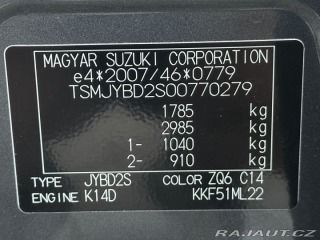 MAGYAR SUZUKI CORPORATION
e4*2007/46*0779
TSMJYBD2S00770279
1785 kg
2985 kg
1- 1040 kg
2- 910 kg
TYPE JYBD2S COLOR ZQ6 C14
ENGINE K14D KKF51ML22
RAJAUT.CZ